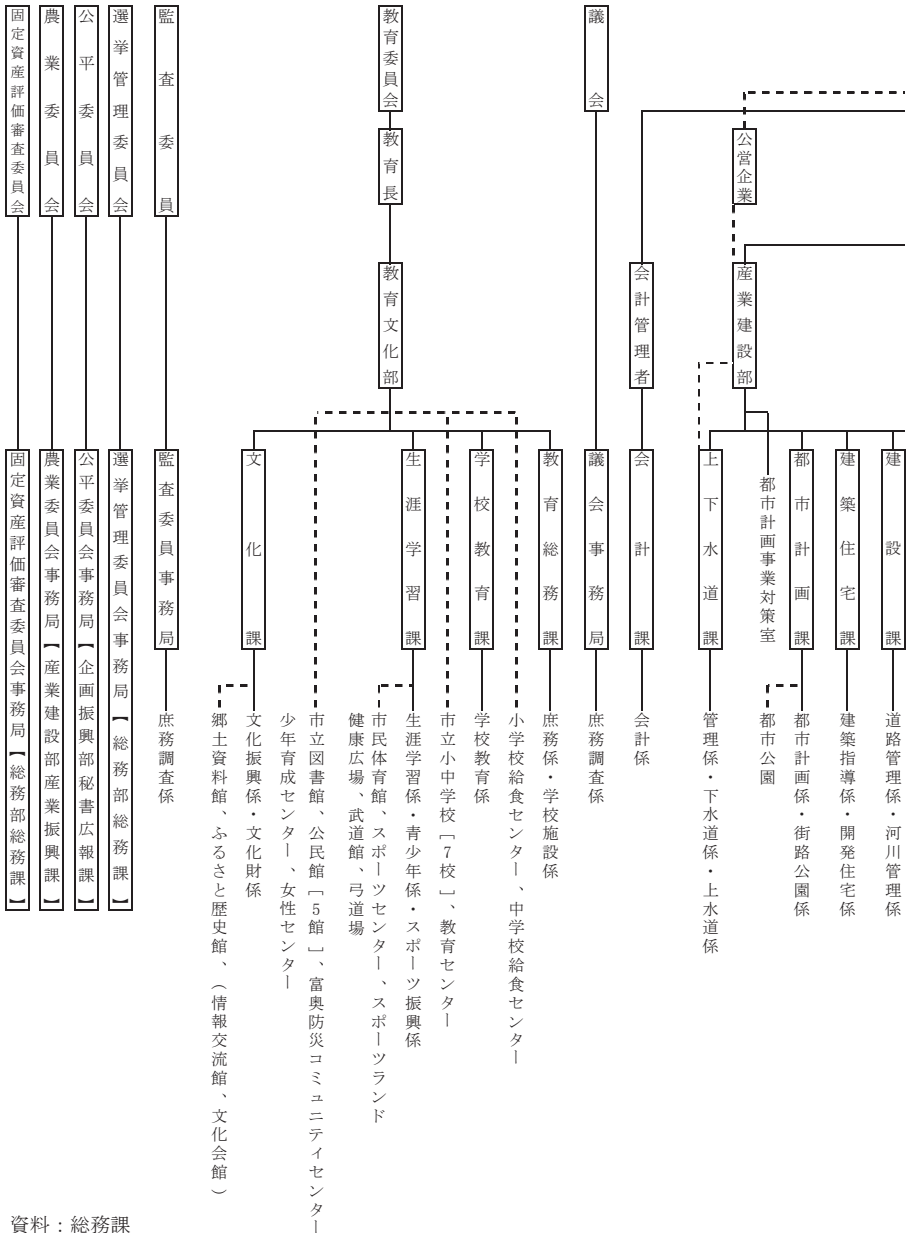 公営企業
産業建設部
建設課
道路管理係・河川管理係
建築住宅課
建築指導係・開発住宅係
都市計画課
都市計画係・街路公園係
都市公園
都市計画事業対策室
上下水道課
管理係・下水道係・上水道係
会計管理者
会計課
会計係
議会
議会事務局
庶務調査係
教育委員会
教育長
教育文化部
教育総務課
庶務係・学校施設係
小学校給食センター、中学校給食センター
学校教育課
学校教育係
市立小中学校［7校］、教育センター
生涯学習課
生涯学習係・青少年係・スポーツ振興係
市民体育館、スポーツセンター、スポーツランド
健康広場、武道館、弓道場
市立図書館、公民館［5館］、富奥防災コミュニティセンター
少年育成センター、女性センター
文化課
文化振興係・文化財係
郷土資料館、ふるさと歴史館、（情報交流館、文化会館）
監査委員
監査委員事務局
庶務調査係
選挙管理委員会
選挙管理委員会事務局【総務部総務課】
公平委員会
公平委員会事務局【企画振興部秘書広報課】
農業委員会
農業委員会事務局【産業建設部産業振興課】
固定資産評価審査委員会
固定資産評価審査委員会事務局【総務部総務課】
資料：総務課